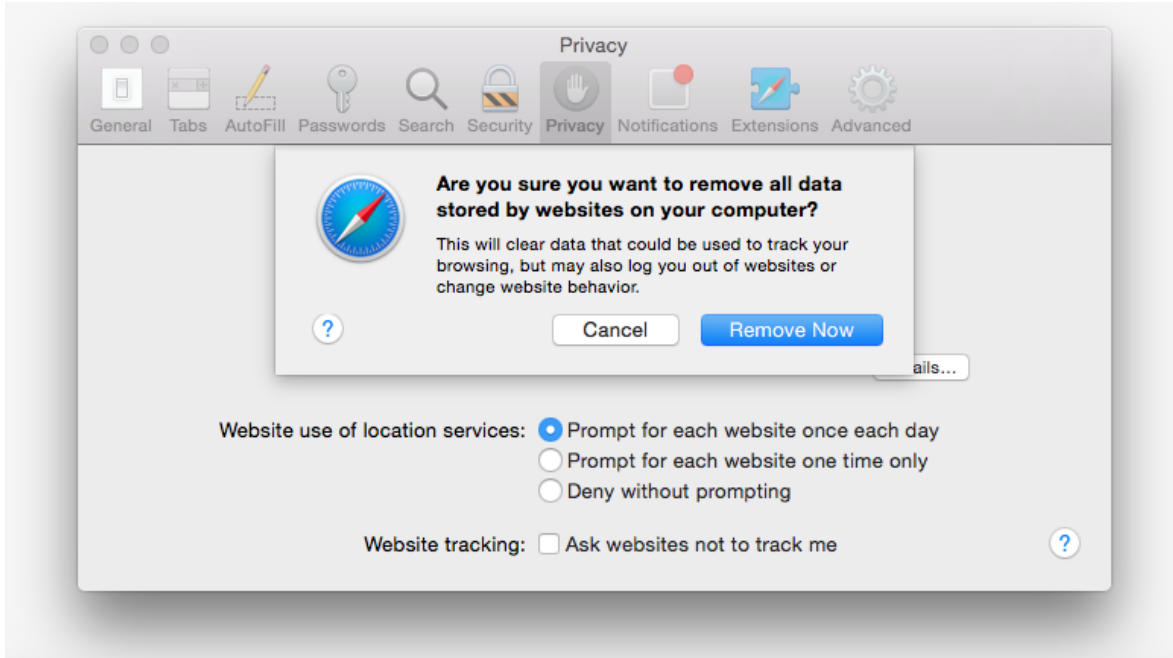 Privacy
General Tabs AutoFill Passwords Search Security Privacy Notifications Extensions Advanced
Are you sure you want to remove all data
stored by websites on your computer?
This will clear data that could be used to track your
browsing, but may also log you out of websites or
change website behavior.
? Cancel Remove Now
ails...
Website use of location services: Prompt for each website once each day
Prompt for each website one time only
Deny without prompting
Website tracking: Ask websites not to track me ?